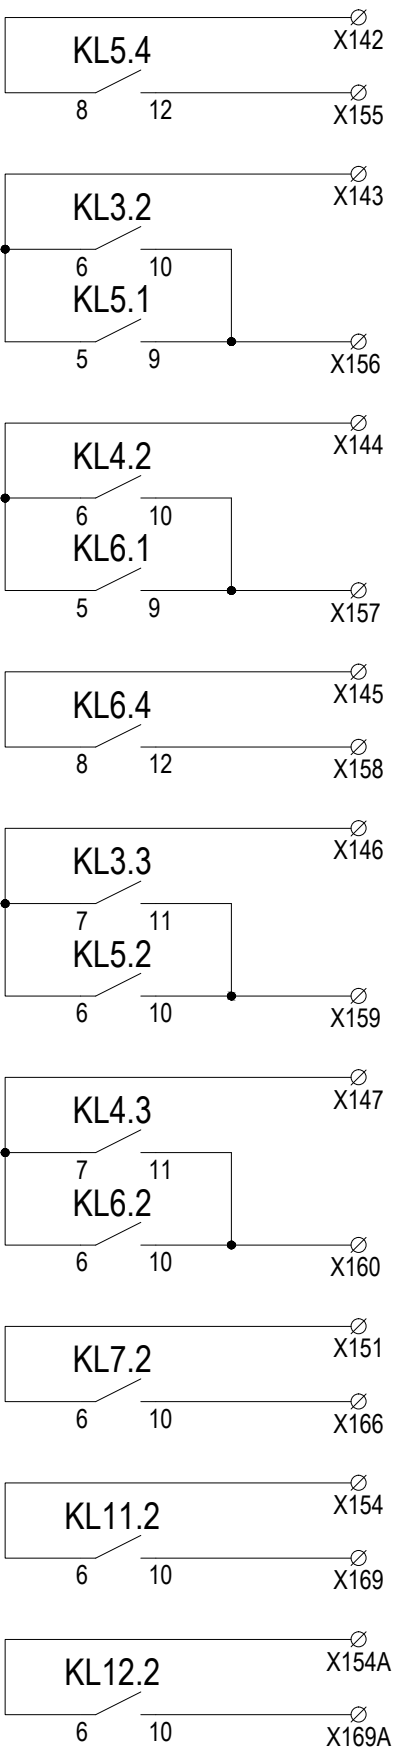 X142
KL5.4
8 12
X155
X143
KL3.2
6 10
KL5.1
5 9
X156
X144
KL4.2
6 10
KL6.1
5 9
X157
X145
KL6.4
8 12
X158
X146
KL3.3
7 11
KL5.2
6 10
X159
X147
KL4.3
7 11
KL6.2
6 10
X160
X151
KL7.2
6 10
X166
X154
KL11.2
6 10
X169
X154A
KL12.2
6 10
X169A